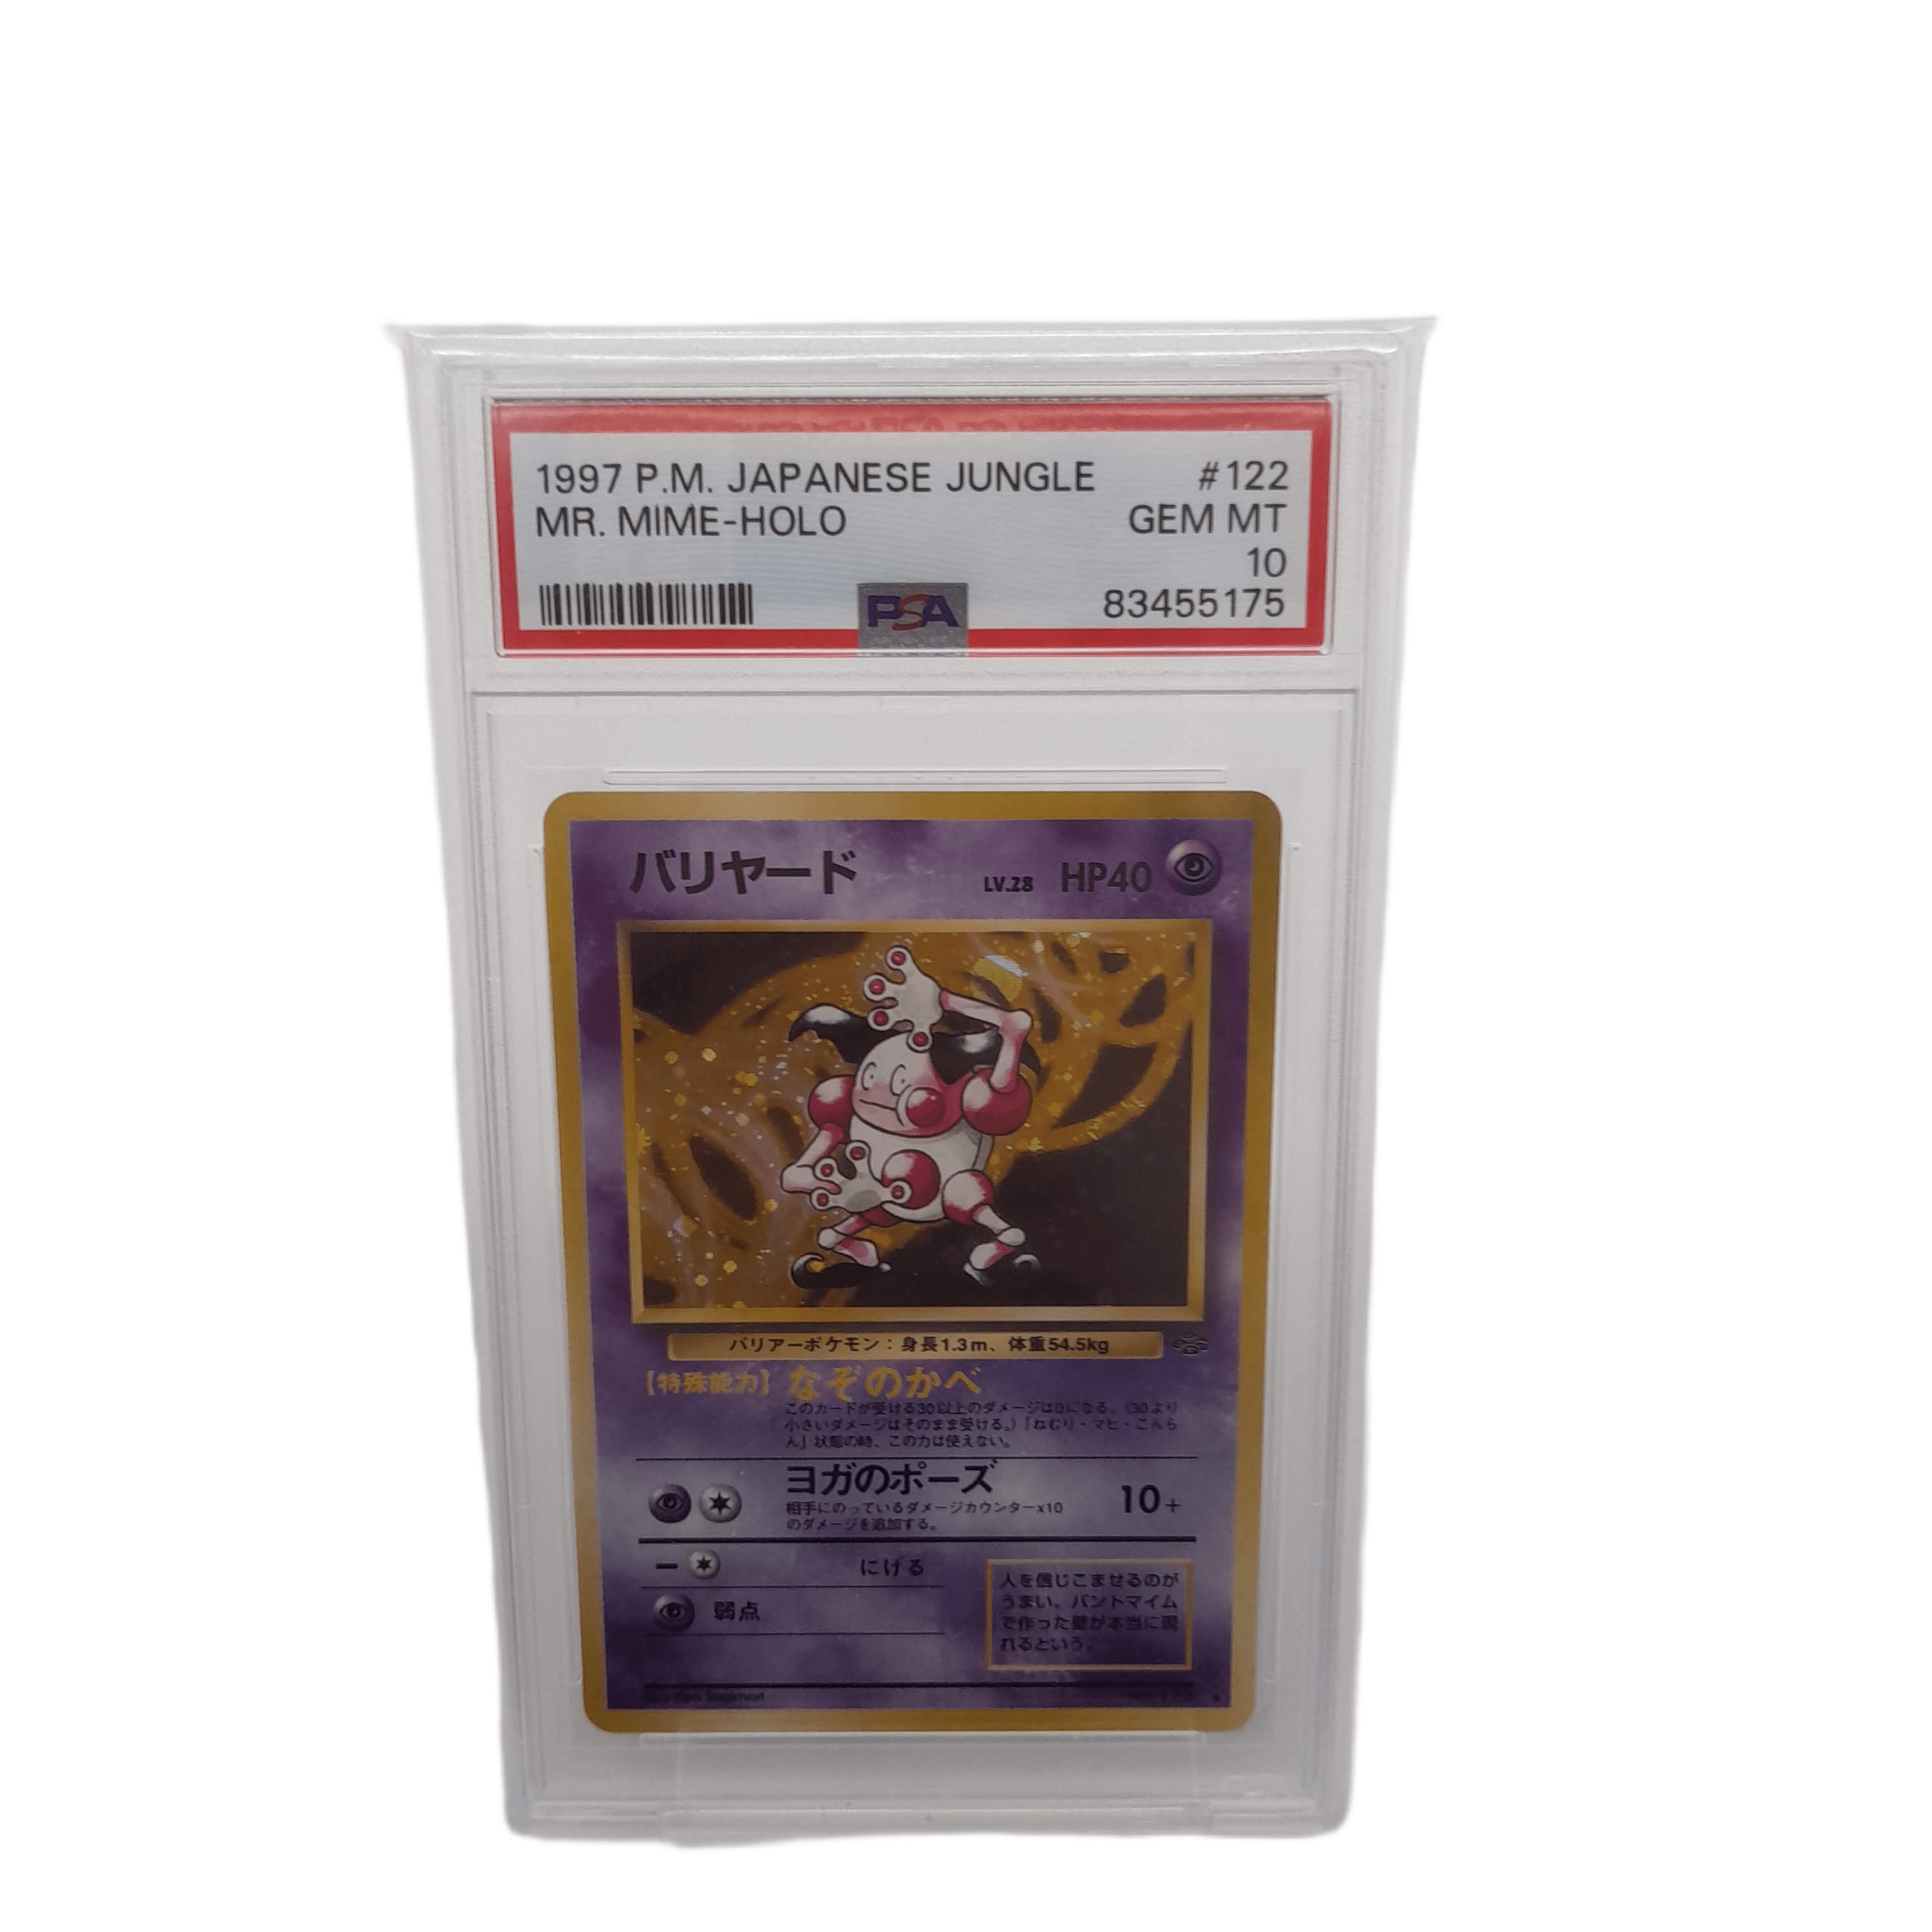 1997 P.M. JAPANESE JUNGLE #122
MR. MIME-HOLO GEM MT
10
PSA 83455175
バリヤード LV.28 HP40
バリアーポケモン：身長1.3m、体重54.5kg
【特殊能力】なぞのかべ
このカードが受ける30以上のダメージは0になる。（30より
小さいダメージはそのまま受ける。）「ねむり・マヒ・こんら
ん」状態の時、この力は使えない。
ヨガのポーズ
相手にのっているダメージカウンター×10
のダメージを追加する。
10+
ー にげる
弱点
人を信じこませるのが
うまい。パントマイム
で作った壁が本当に現
れるという。